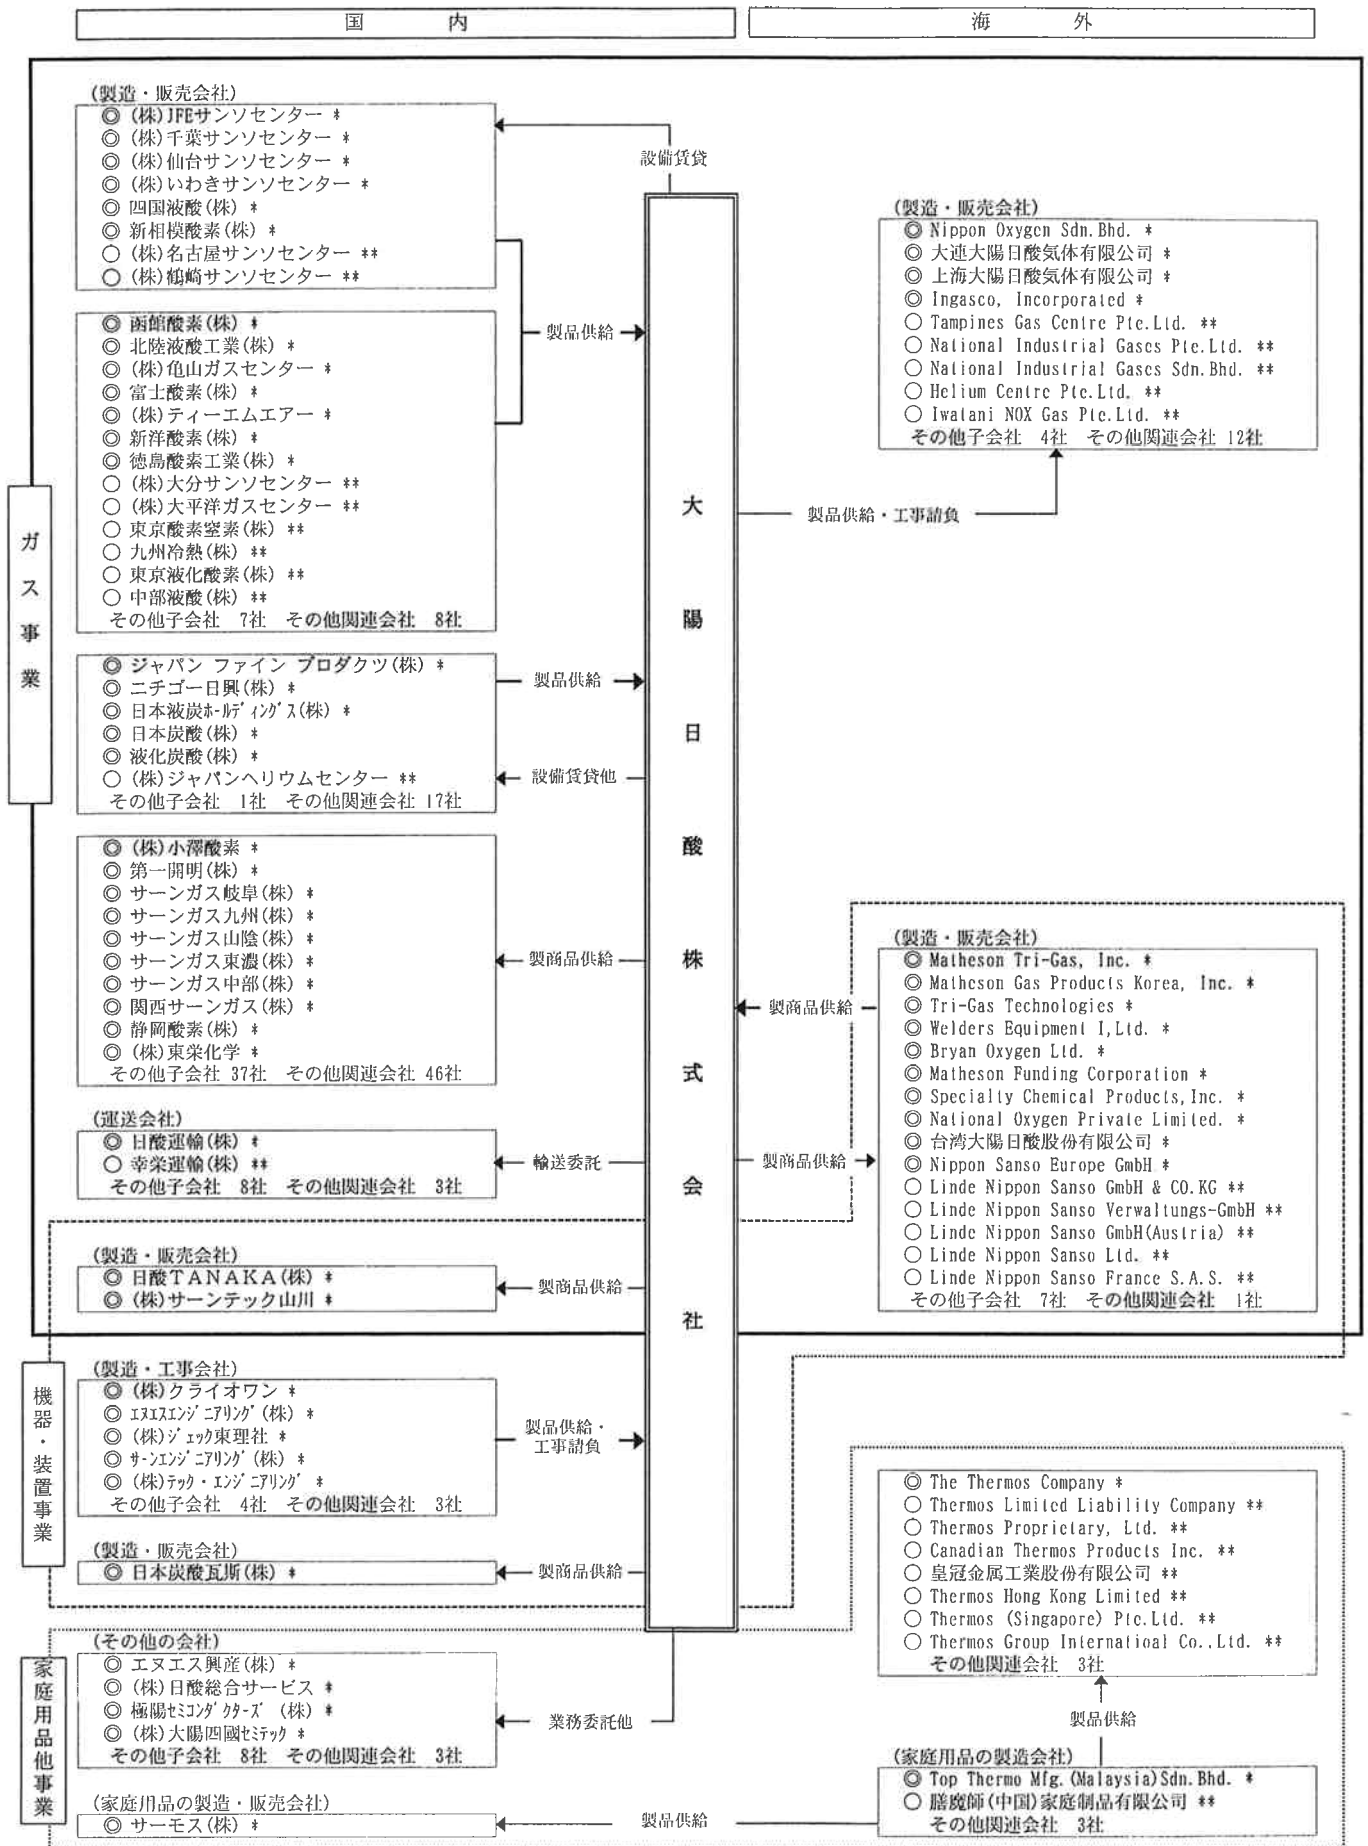 国 内
海 外
(製造・販売会社)
◎ (株)JFEサンソセンター *
◎ (株)千葉サンソセンター *
◎ (株)仙台サンソセンター *
◎ (株)いわきサンソセンター *
◎ 四国液酸(株) *
◎ 新相模酸素(株) *
○ (株)名古屋サンソセンター **
○ (株)鶴崎サンソセンター **
設備賃貸
◎ 函館酸素(株) *
◎ 北陸液酸工業(株) *
◎ (株)亀山ガスセンター *
◎ 富士酸素(株) *
◎ (株)ティーエムエアー *
◎ 新洋酸素(株) *
◎ 徳島酸素工業(株) *
○ (株)大分サンソセンター **
○ (株)大平洋ガスセンター **
○ 東京酸素窒素(株) **
○ 九州冷熱(株) **
○ 東京液化酸素(株) **
○ 中部液酸(株) **
その他子会社 7社 その他関連会社 8社
製品供給
ガス事業
◎ ジャパン ファイン プロダクツ(株) *
◎ ニチゴー日興(株) *
◎ 日本液炭ホールディングス(株) *
◎ 日本炭酸(株) *
◎ 液化炭酸(株) *
○ (株)ジャパンヘリウムセンター **
その他子会社 1社 その他関連会社 17社
製品供給
設備賃貸他
◎ (株)小澤酸素 *
◎ 第一開明(株) *
◎ サーンガス岐阜(株) *
◎ サーンガス九州(株) *
◎ サーンガス山陰(株) *
◎ サーンガス東濃(株) *
◎ サーンガス中部(株) *
◎ 関西サーンガス(株) *
◎ 静岡酸素(株) *
◎ (株)東栄化学 *
その他子会社 37社 その他関連会社 46社
製商品供給
(運送会社)
◎ 日酸運輸(株) *
○ 幸栄運輸(株) **
その他子会社 8社 その他関連会社 3社
輸送委託
(製造・販売会社)
◎ 日酸TANAKA(株) *
◎ (株)サーンテック山川 *
製商品供給
大陽日酸株式会社
(製造・販売会社)
◎ Nippon Oxygen Sdn.Bhd. *
◎ 大連大陽日酸気体有限公司 *
◎ 上海大陽日酸気体有限公司 *
◎ Ingasco, Incorporated *
○ Tampines Gas Centre Pte.Ltd. **
○ National Industrial Gases Pte.Ltd. **
○ National Industrial Gases Sdn.Bhd. **
○ Helium Centre Pte.Ltd. **
○ Iwatani NOX Gas Pte.Ltd. **
その他子会社 4社 その他関連会社 12社
製品供給・工事請負
(製造・販売会社)
◎ Matheson Tri-Gas, Inc. *
◎ Matheson Gas Products Korea, Inc. *
◎ Tri-Gas Technologies *
◎ Welders Equipment I,Ltd. *
◎ Bryan Oxygen Ltd. *
◎ Matheson Funding Corporation *
◎ Specialty Chemical Products,Inc. *
◎ National Oxygen Private Limited. *
◎ 台湾大陽日酸股份有限公司 *
◎ Nippon Sanso Europe GmbH *
○ Linde Nippon Sanso GmbH & CO.KG **
○ Linde Nippon Sanso Verwaltungs-GmbH **
○ Linde Nippon Sanso GmbH(Austria) **
○ Linde Nippon Sanso Ltd. **
○ Linde Nippon Sanso France S.A.S. **
その他子会社 7社 その他関連会社 1社
製商品供給
製商品供給
機器・装置事業
(製造・工事会社)
◎ (株)クライオワン *
◎ エヌエスエンジニアリング(株) *
◎ (株)ジェック東理社 *
◎ サーンエンジニアリング(株) *
◎ (株)テック・エンジニアリング *
その他子会社 4社 その他関連会社 3社
製品供給・
工事請負
(製造・販売会社)
◎ 日本炭酸瓦斯(株) *
製商品供給
家庭用品他事業
(その他の会社)
◎ エヌエス興産(株) *
◎ (株)日酸総合サービス *
◎ 極陽セミコンダクターズ (株) *
◎ (株)大陽四國セミテック *
その他子会社 8社 その他関連会社 3社
業務委託他
(家庭用品の製造・販売会社)
◎ サーモス(株) *
製品供給
◎ The Thermos Company *
○ Thermos Limited Liability Company **
○ Thermos Proprietary, Ltd. **
○ Canadian Thermos Products Inc. **
○ 皇冠金属工業股份有限公司 **
○ Thermos Hong Kong Limited **
○ Thermos (Singapore) Pte.Ltd. **
○ Thermos Group Internatioal Co.,Ltd. **
その他関連会社 3社
製品供給
(家庭用品の製造会社)
◎ Top Thermo Mfg.(Malaysia)Sdn.Bhd. *
○ 膳魔師(中国)家庭制品有限公司 **
その他関連会社 3社